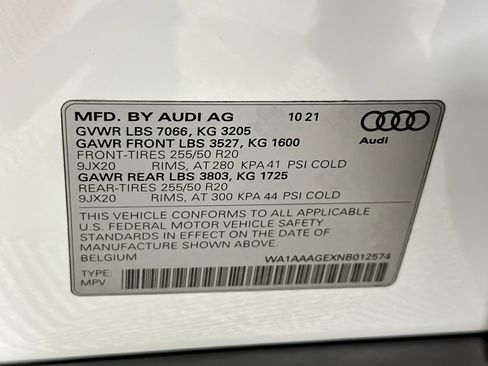 MFD. BY AUDI AG 10 21
GVWR LBS 7066, KG 3205
GAWR FRONT LBS 3527, KG 1600
FRONT-TIRES 255/50 R20
9JX20 RIMS, AT 280 KPA 41 PSI COLD
GAWR REAR LBS 3803, KG 1725
REAR-TIRES 255/50 R20
9JX20 RIMS, AT 300 KPA 44 PSI COLD
Audi
THIS VEHICLE CONFORMS TO ALL APPLICABLE
U.S. FEDERAL MOTOR VEHICLE SAFETY
STANDARDS IN EFFECT ON THE DATE OF
MANUFACTURE SHOWN ABOVE.
BELGIUM WA1AAAGEXNB012574
TYPE:
MPV